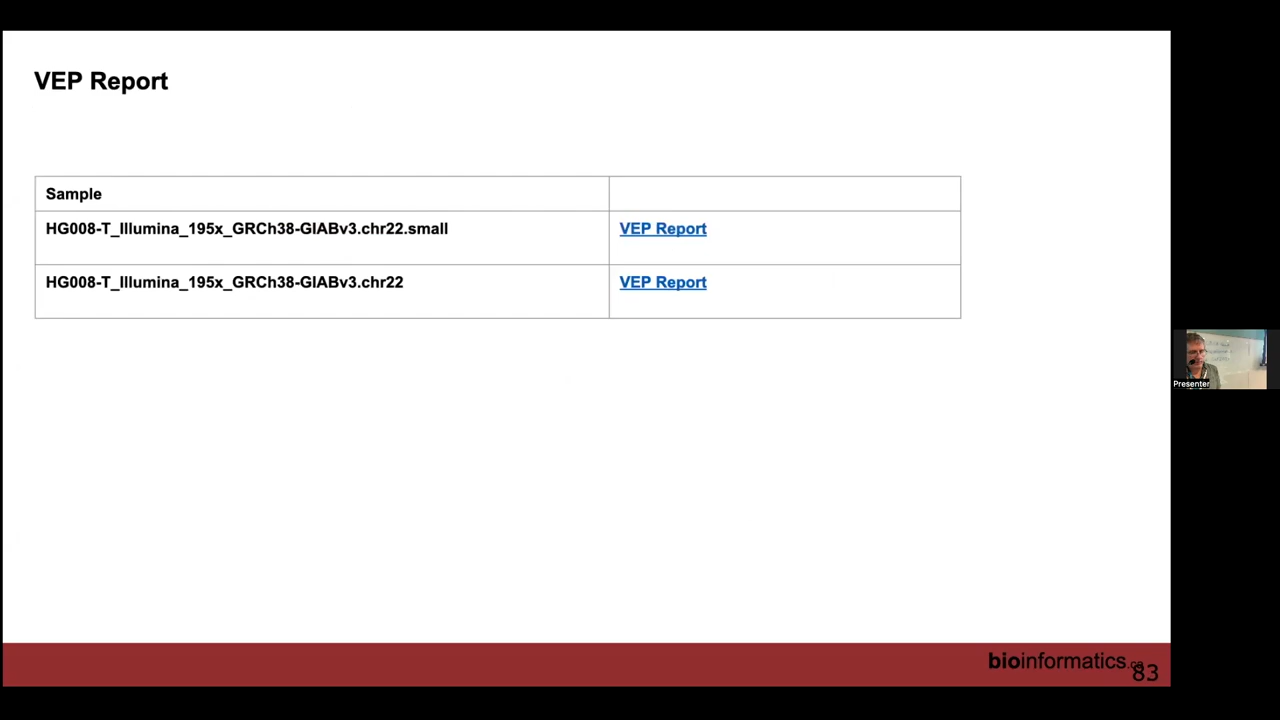 VEP Report
Sample
HG008-T_Illumina_195x_GRCh38-GIABv3.chr22.small VEP Report
HG008-T_Illumina_195x_GRCh38-GIABv3.chr22 VEP Report
Presenter
bioinformatics.ca
83